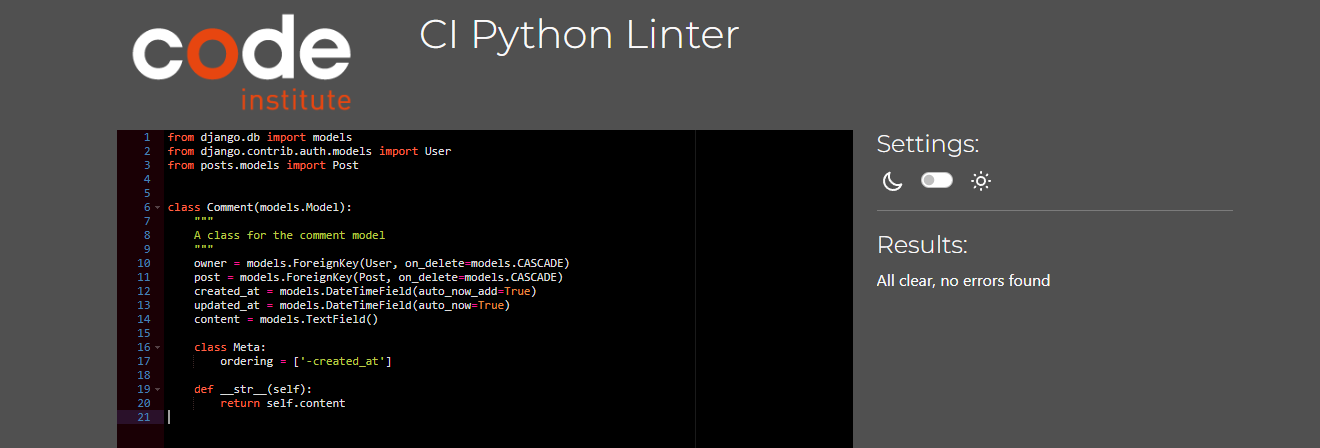 code
institute
CI Python Linter
1 from django.db import models
2 from django.contrib.auth.models import User
3 from posts.models import Post
4
5
6 class Comment(models.Model):
7     """
8     A class for the comment model
9     """
10     owner = models.ForeignKey(User, on_delete=models.CASCADE)
11     post = models.ForeignKey(Post, on_delete=models.CASCADE)
12     created_at = models.DateTimeField(auto_now_add=True)
13     updated_at = models.DateTimeField(auto_now=True)
14     content = models.TextField()
15
16     class Meta:
17         ordering = ['-created_at']
18
19     def __str__(self):
20         return self.content
21
Settings:
Results:
All clear, no errors found